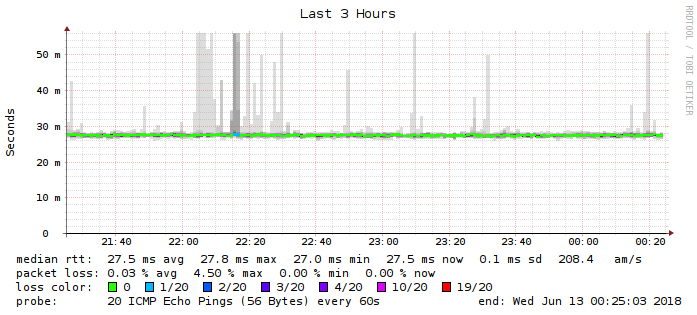 Last 3 Hours
RRDTOOL / TOBI OETIKER
Seconds
50 m
40 m
30 m
20 m
10 m
0
21:40 22:00 22:20 22:40 23:00 23:20 23:40 00:00 00:20
median rtt: 27.5 ms avg 27.8 ms max 27.0 ms min 27.5 ms now 0.1 ms sd 208.4 am/s
packet loss: 0.03 % avg 4.50 % max 0.00 % min 0.00 % now
loss color: 0 1/20 2/20 3/20 4/20 10/20 19/20
probe: 20 ICMP Echo Pings (56 Bytes) every 60s end: Wed Jun 13 00:25:03 2018